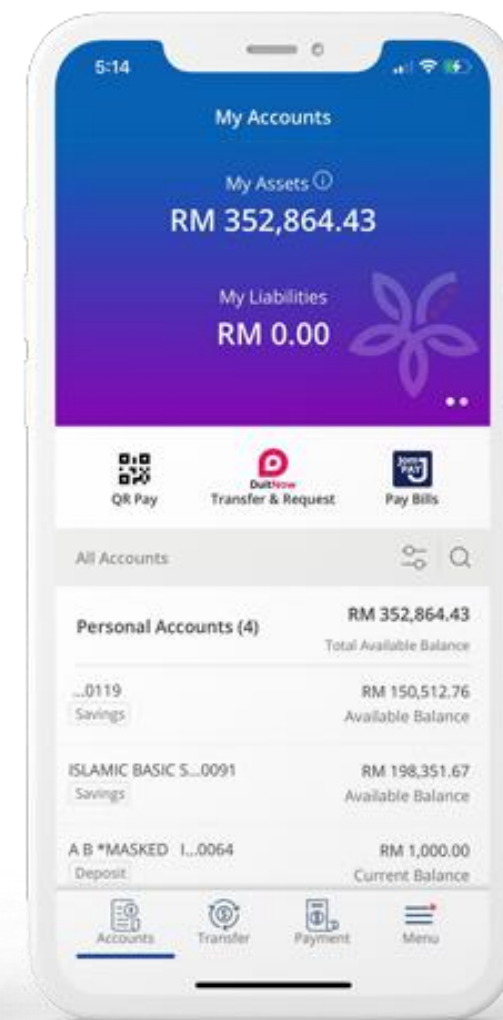 5:14
My Accounts
My Assets
RM 352,864.43
My Liabilities
RM 0.00
QR Pay
DuitNow
Transfer & Request
Jom
PAY
Pay Bills
All Accounts
Personal Accounts (4) RM 352,864.43
Total Available Balance
...0119 RM 150,512.76
Savings Available Balance
ISLAMIC BASIC S...0091 RM 198,351.67
Savings Available Balance
A B *MASKED I...0064 RM 1,000.00
Deposit Current Balance
Accounts Transfer Payment Menu